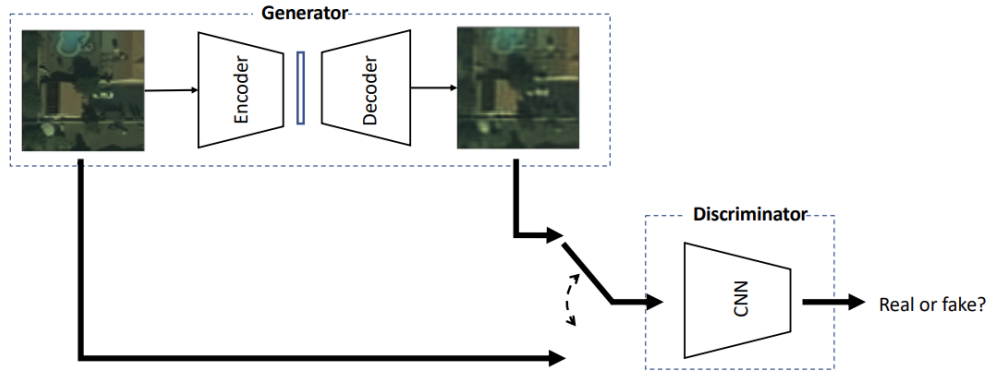 Generator
Encoder
Decoder
Discriminator
CNN
Real or fake?